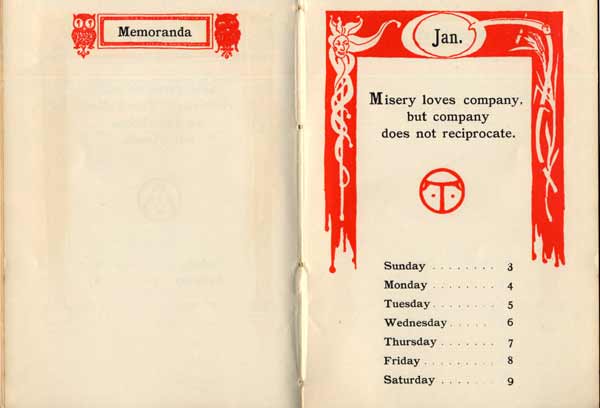 Memoranda
Jan.
Misery loves company,
but company
does not reciprocate.
Sunday ........ 3
Monday ....... 4
Tuesday ....... 5
Wednesday ..... 6
Thursday ...... 7
Friday ........ 8
Saturday ...... 9